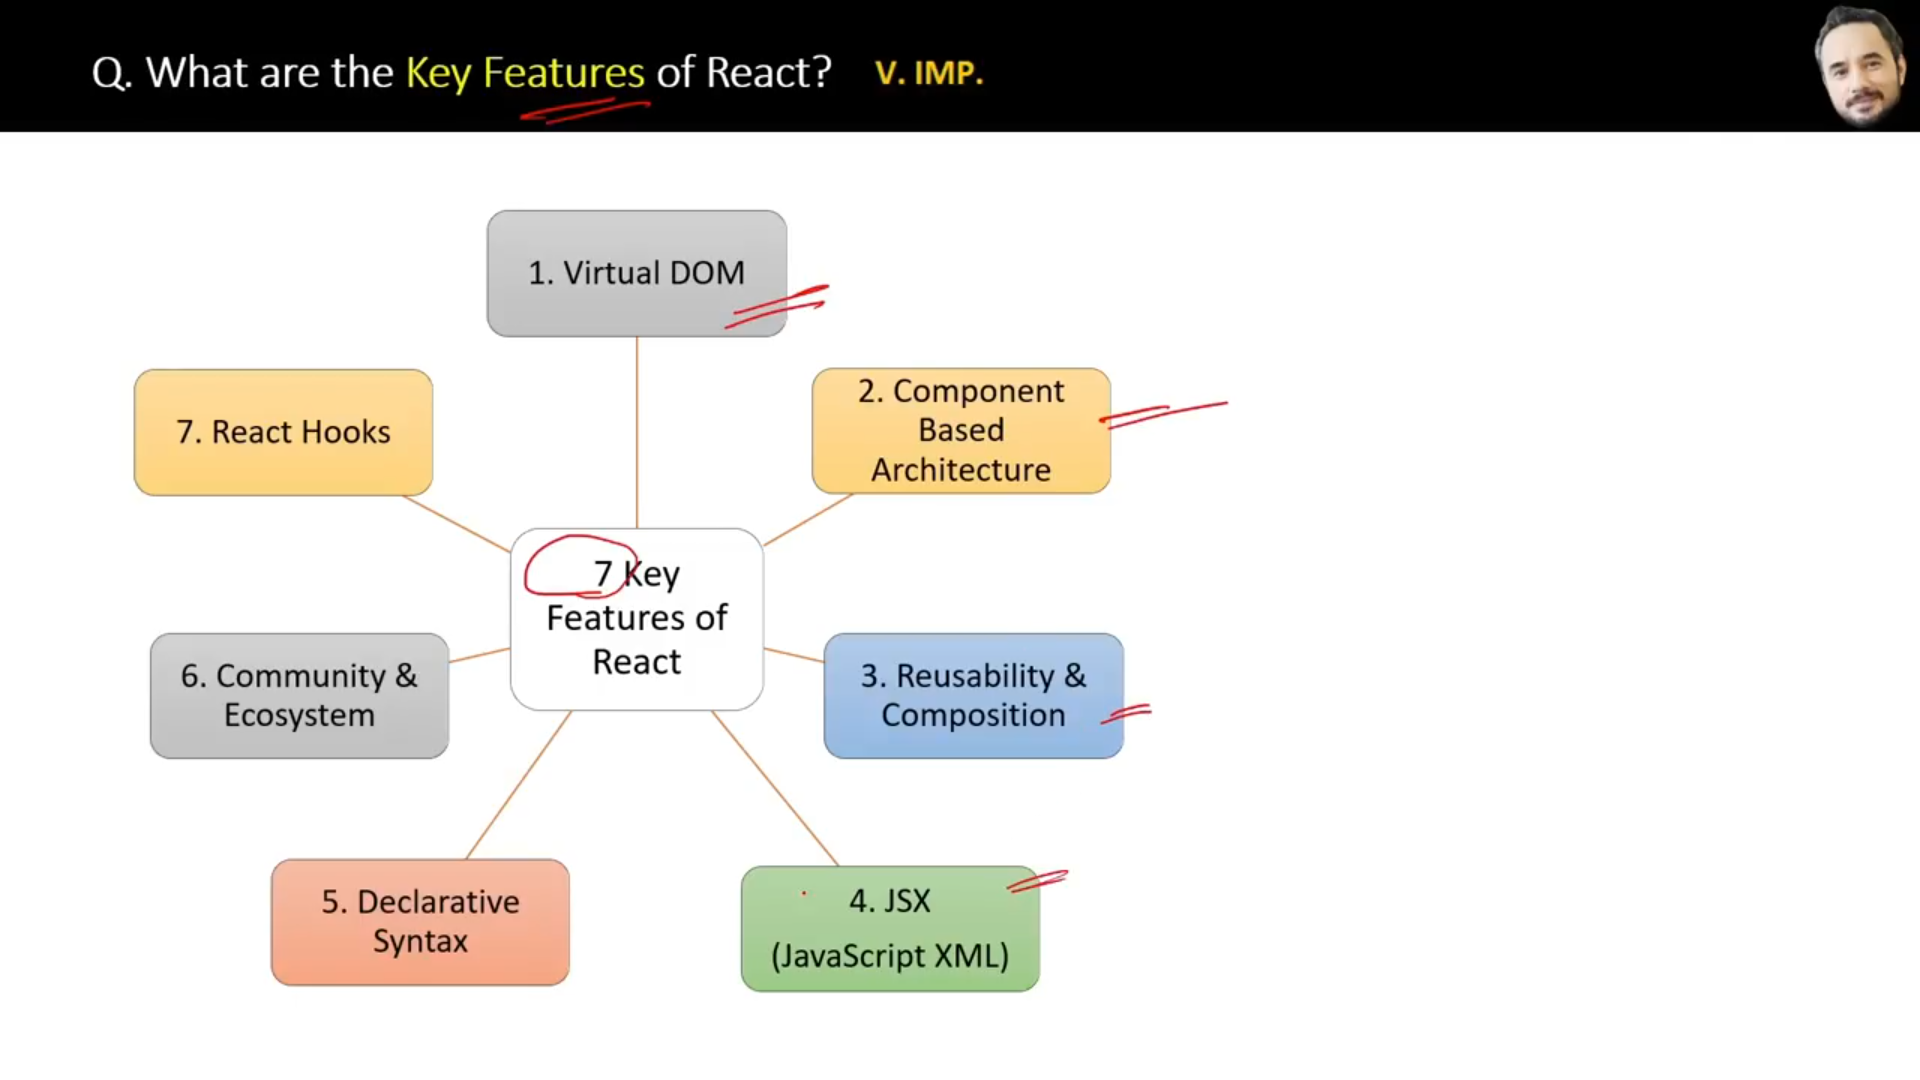 Q. What are the Key Features of React? V. IMP.
1. Virtual DOM
2. Component
Based
Architecture
3. Reusability &
Composition
4. JSX
(JavaScript XML)
5. Declarative
Syntax
6. Community &
Ecosystem
7. React Hooks
7 Key
Features of
React